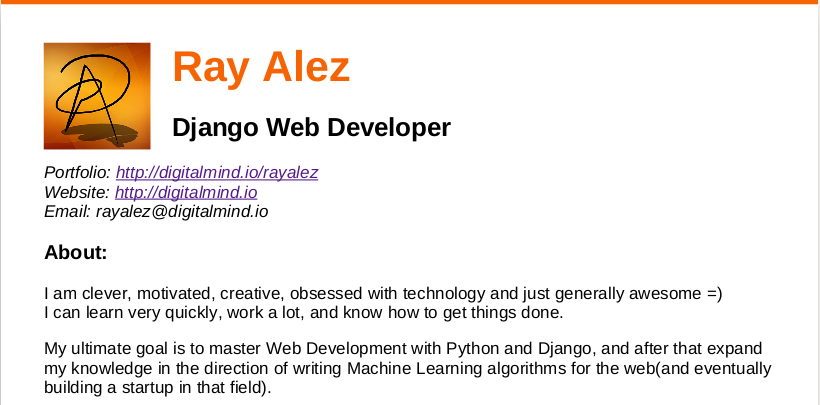 Ray Alez
Django Web Developer
Portfolio: http://digitalmind.io/rayalez
Website: http://digitalmind.io
Email: rayalez@digitalmind.io
About:
I am clever, motivated, creative, obsessed with technology and just generally awesome =)
I can learn very quickly, work a lot, and know how to get things done.
My ultimate goal is to master Web Development with Python and Django, and after that expand
my knowledge in the direction of writing Machine Learning algorithms for the web(and eventually
building a startup in that field).